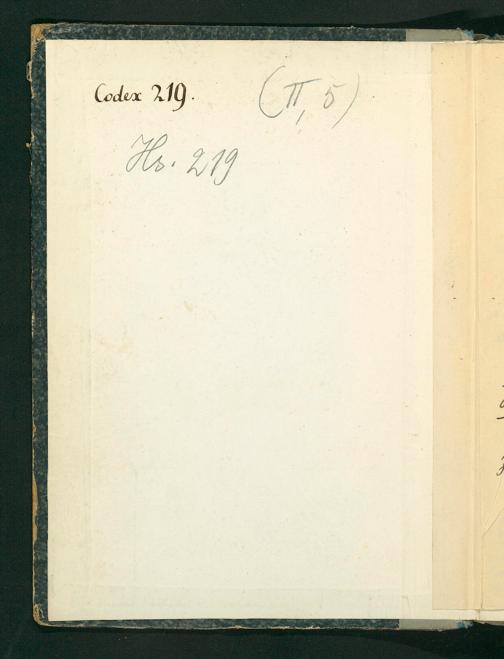 Codex 219. (II, 5)
Hs. 219